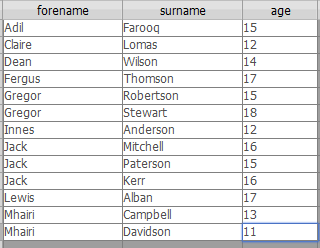 forename surname age
Adil Farooq 15
Claire Lomas 12
Dean Wilson 14
Fergus Thomson 17
Gregor Robertson 15
Gregor Stewart 18
Innes Anderson 12
Jack Mitchell 16
Jack Paterson 15
Jack Kerr 16
Lewis Alban 17
Mhairi Campbell 13
Mhairi Davidson 11